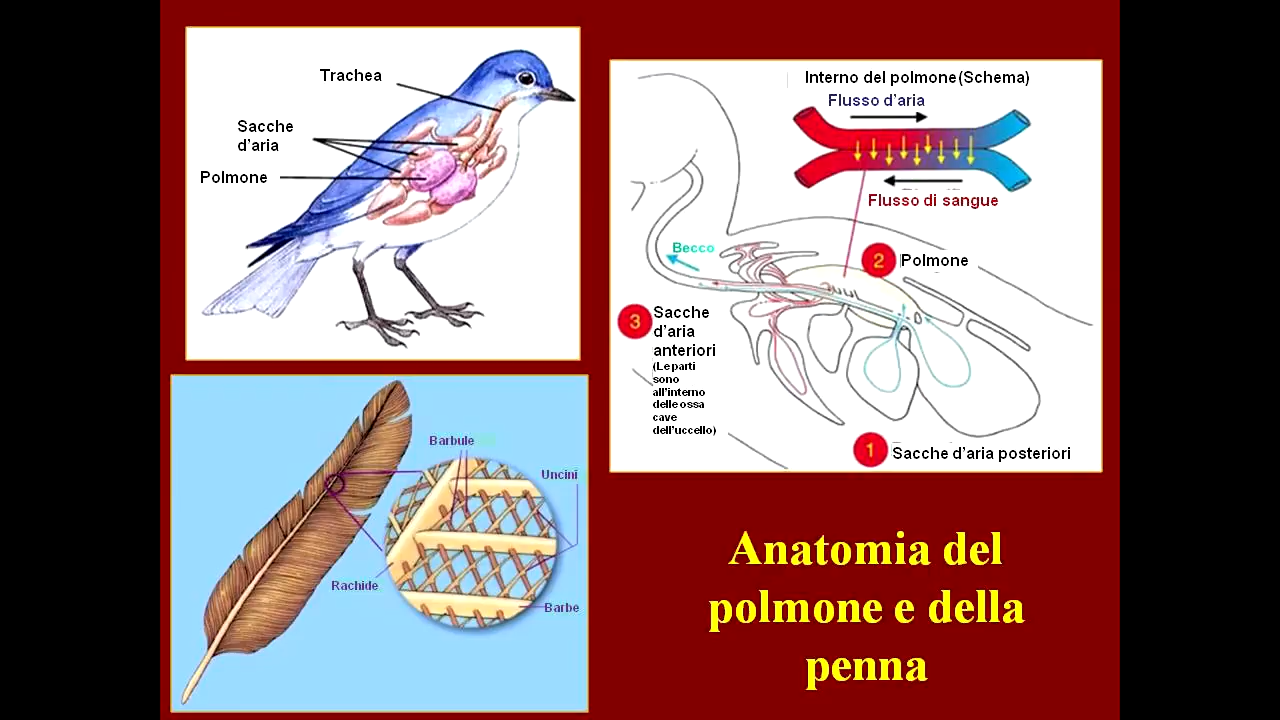 Trachea
Sacche
d'aria
Polmone
Interno del polmone(Schema)
Flusso d'aria
Flusso di sangue
Becco
2
Polmone
3
Sacche
d'aria
anteriori
(Le parti
sono
all'interno
delle ossa
cave
dell'uccello)
1
Sacche d'aria posteriori
Barbule
Uncini
Rachide
Barbe
Anatomia del
polmone e della
penna